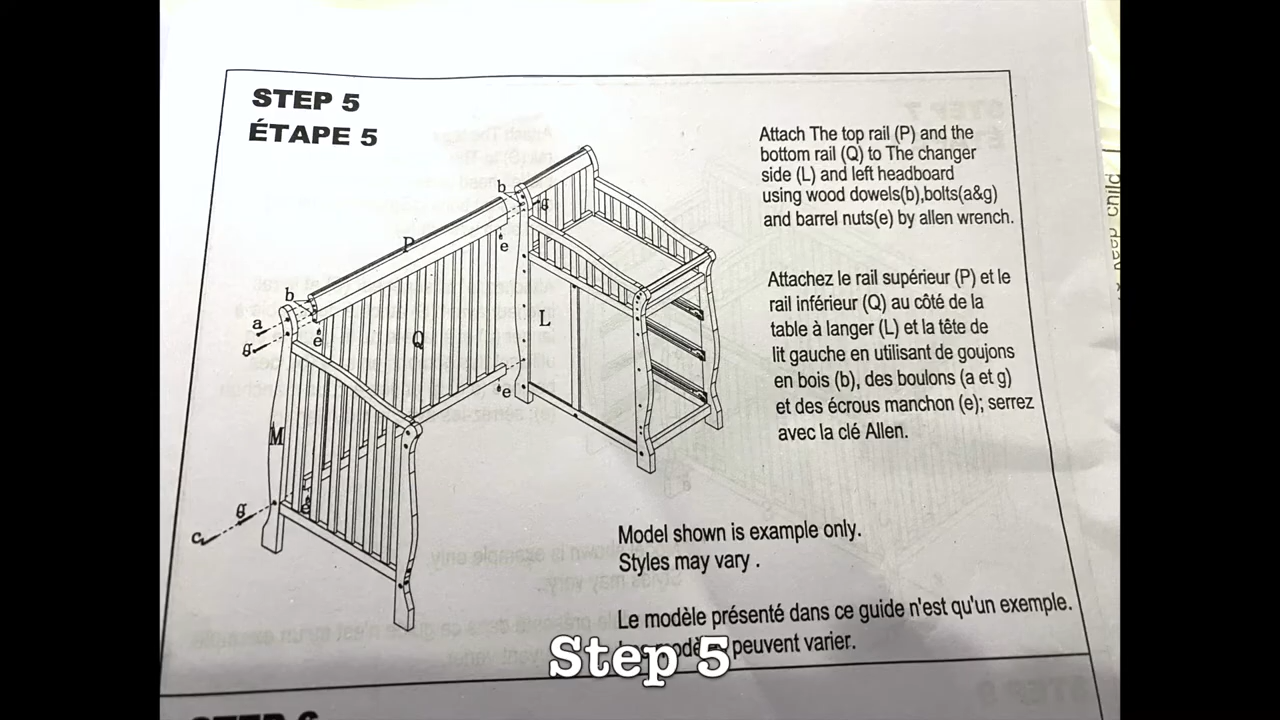 STEP 5
ÉTAPE 5
Attach The top rail (P) and the
bottom rail (Q) to The changer
side (L) and left headboard
using wood dowels(b),bolts(a&g)
and barrel nuts(e) by allen wrench.
Attachez le rail supérieur (P) et le
rail inférieur (Q) au côté de la
table à langer (L) et la tête de
lit gauche en utilisant de goujons
en bois (b), des boulons (a et g)
et des écrous manchon (e); serrez
avec la clé Allen.
b
g
P
e
b
a
g
e
Q
L
e
M
e
g
c
Model shown is example only.
Styles may vary .
Le modèle présenté dans ce guide n'est qu'un exemple.
peuvent varier.
Step 5
STEP 6
keep child